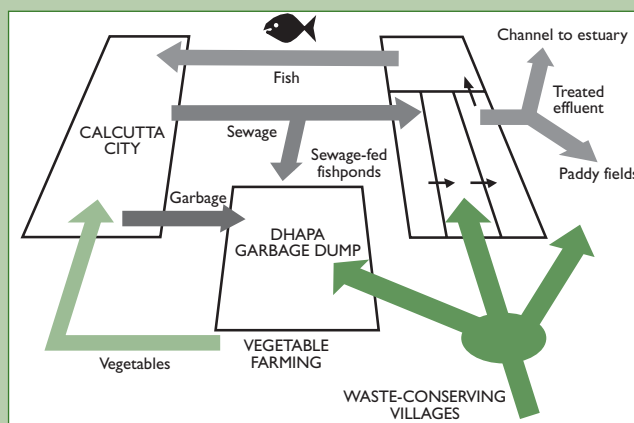 Channel to estuary
Fish
Treated
effluent
CALCUTTA
CITY
Sewage
Sewage-fed
fishponds
Paddy fields
Garbage
DHAPA
GARBAGE DUMP
VEGETABLE
FARMING
Vegetables
WASTE-CONSERVING
VILLAGES